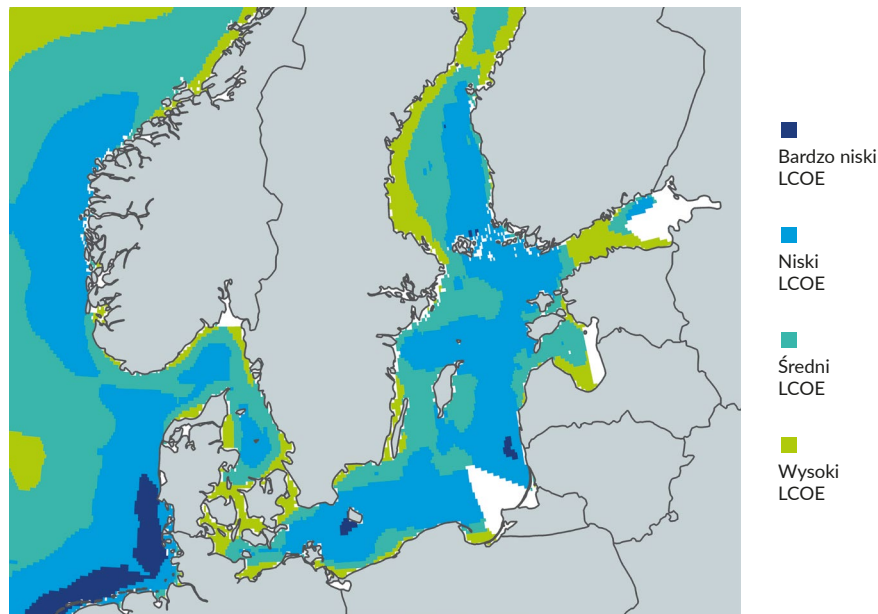 Bardzo niski
LCOE
Niski
LCOE
Średni
LCOE
Wysoki
LCOE